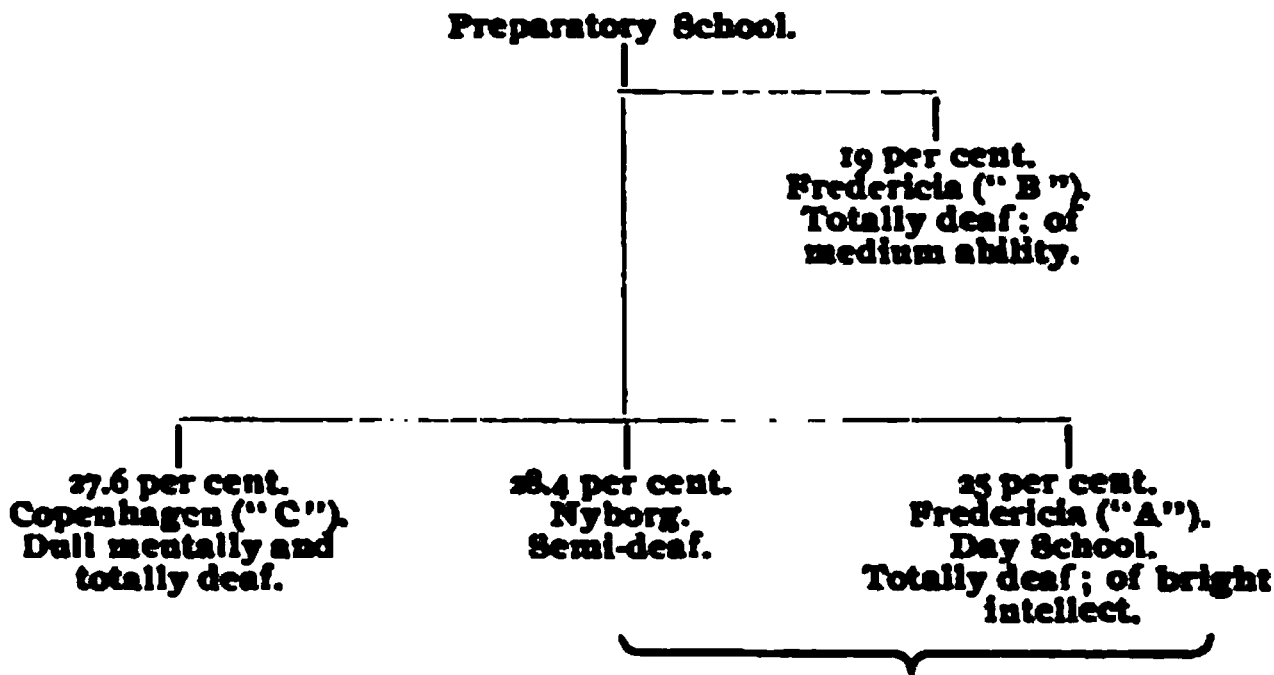 Preparatory School.
19 per cent.
Fredericia (“ B ”).
Totally deaf; of
medium ability.
27.6 per cent.
Copenhagen (“ C ”).
Dull mentally and
totally deaf.
28.4 per cent.
Nyborg.
Semi-deaf.
25 per cent.
Fredericia (“A”).
Day School.
Totally deaf; of bright
intellect.